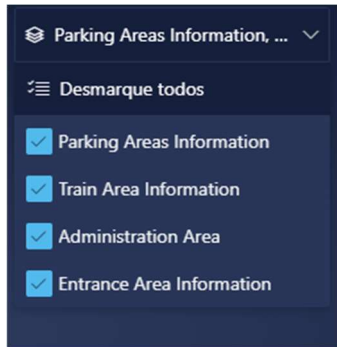 Parking Areas Information, ...
Desmarque todos
Parking Areas Information
Train Area Information
Administration Area
Entrance Area Information